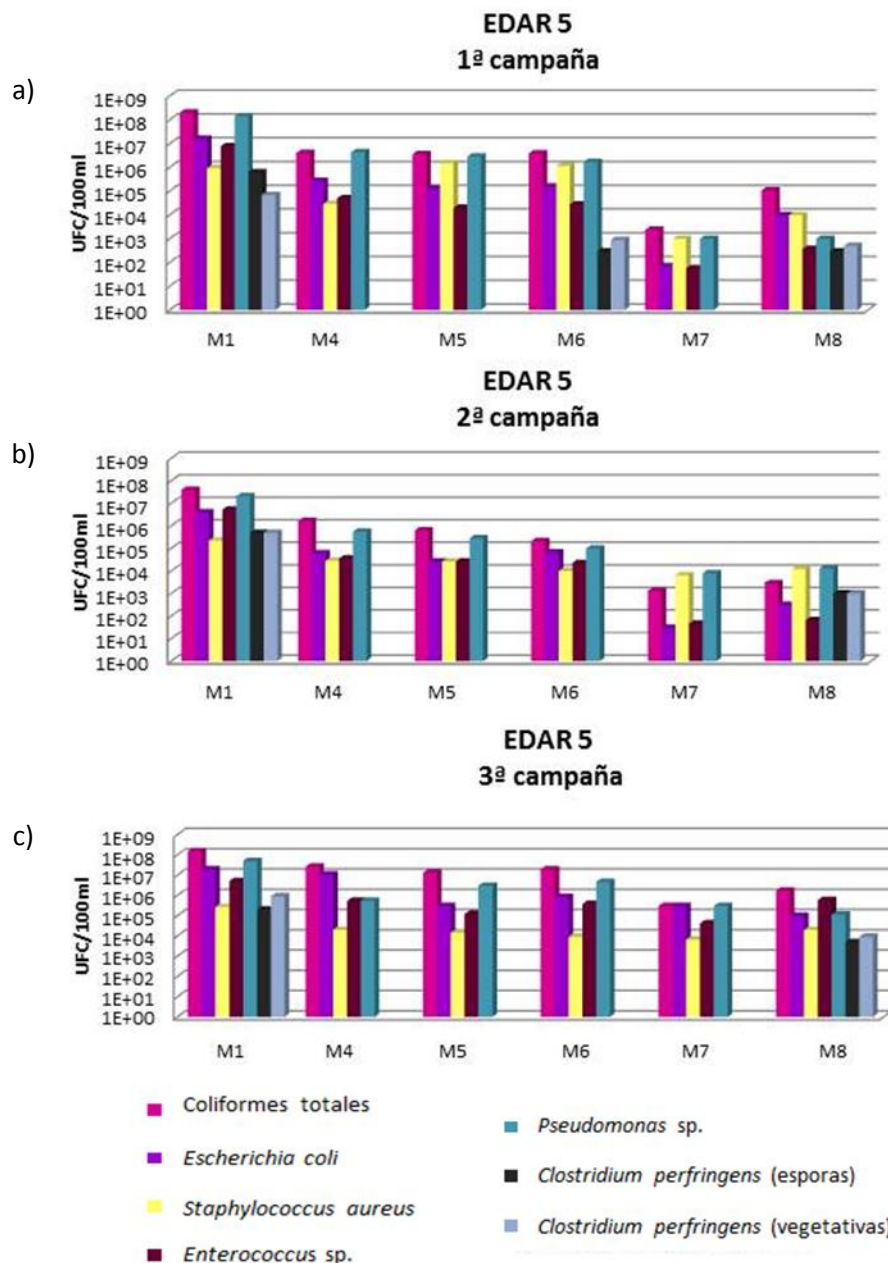 EDAR 5
1ª campaña
a)
1E+09
1E+08
1E+07
1E+06
1E+05
1E+04
1E+03
1E+02
1E+01
1E+00
UFC/100ml
M1 M4 M5 M6 M7 M8
EDAR 5
2ª campaña
b)
1E+09
1E+08
1E+07
1E+06
1E+05
1E+04
1E+03
1E+02
1E+01
1E+00
UFC/100ml
M1 M4 M5 M6 M7 M8
EDAR 5
3ª campaña
c)
1E+09
1E+08
1E+07
1E+06
1E+05
1E+04
1E+03
1E+02
1E+01
1E+00
UFC/100ml
M1 M4 M5 M6 M7 M8
Coliformes totales
Escherichia coli
Staphylococcus aureus
Enterococcus sp.
Pseudomonas sp.
Clostridium perfringens (esporas)
Clostridium perfringens (vegetativas)